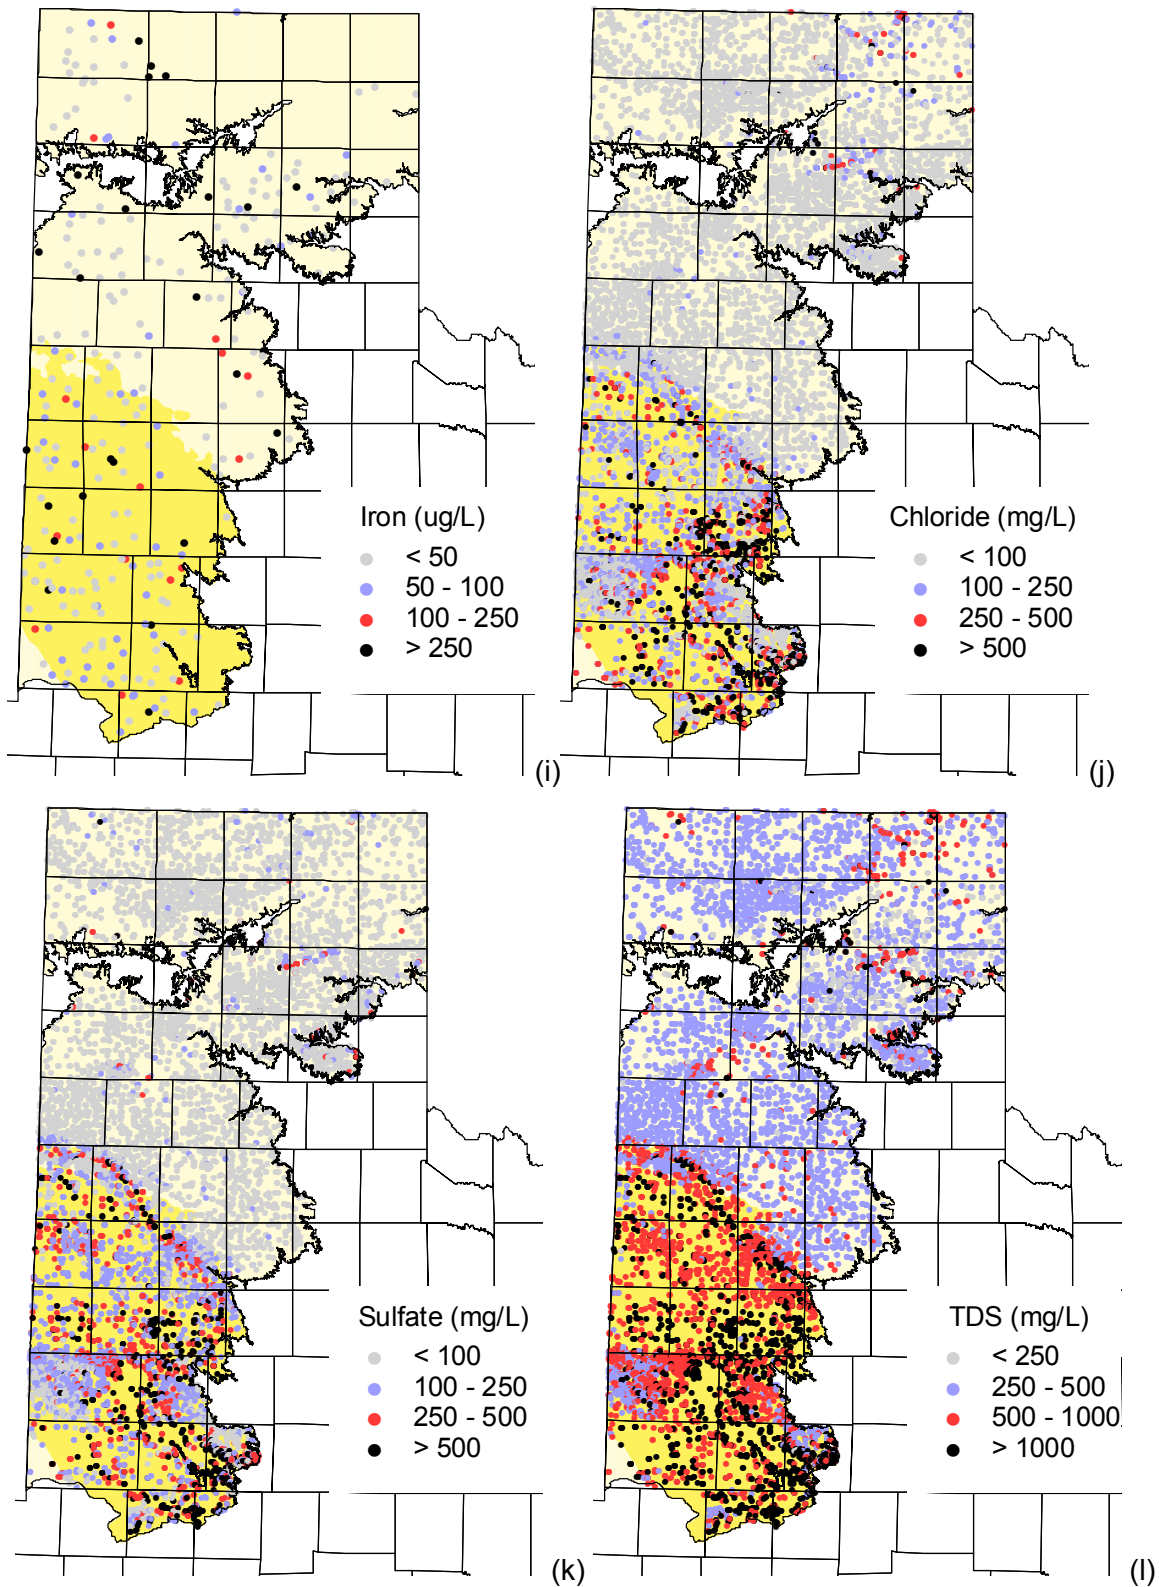 Iron (ug/L)
< 50
50 - 100
100 - 250
> 250
(i)
Chloride (mg/L)
< 100
100 - 250
250 - 500
> 500
(j)
Sulfate (mg/L)
< 100
100 - 250
250 - 500
> 500
(k)
TDS (mg/L)
< 250
250 - 500
500 - 1000
> 1000
(l)